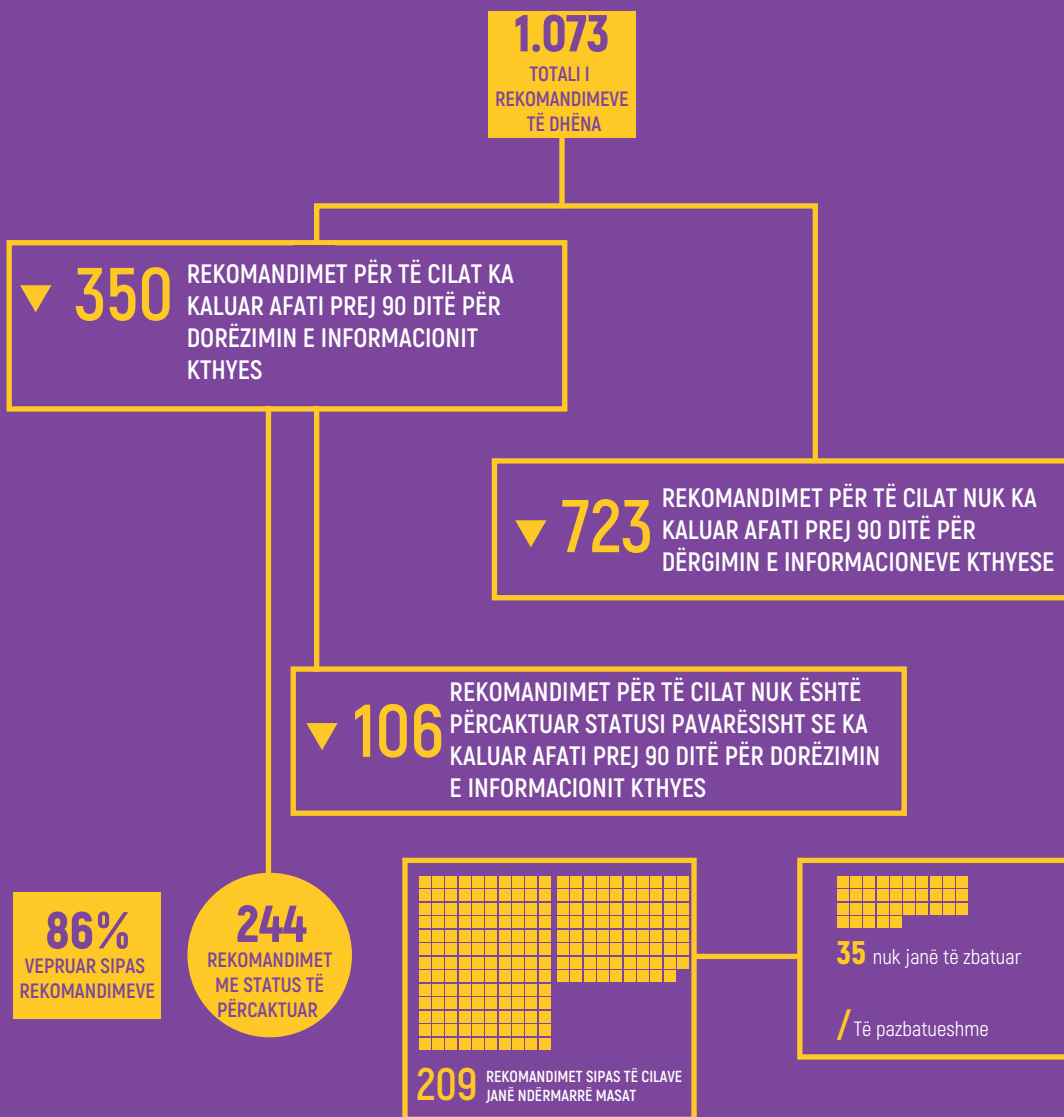 1.073
TOTALI I
REKOMANDIMEVE
TË DHËNA
350
REKOMANDIMET PËR TË CILAT KA
KALUAR AFATI PREJ 90 DITË PËR
DORËZIMIN E INFORMACIONIT
KTHYES
723
REKOMANDIMET PËR TË CILAT NUK KA
KALUAR AFATI PREJ 90 DITË PËR
DËRGIMIN E INFORMACIONEVE KTHYESE
106
REKOMANDIMET PËR TË CILAT NUK ËSHTË
PËRCAKTUAR STATUSI PAVARËSISHT SE KA
KALUAR AFATI PREJ 90 DITË PËR DORËZIMIN
E INFORMACIONIT KTHYES
86%
VEPRUAR SIPAS
REKOMANDIMEVE
244
REKOMANDIMET
ME STATUS TË
PËRCAKTUAR
209 REKOMANDIMET SIPAS TË CILAVE
JANË NDËRMARRË MASAT
35 nuk janë të zbatuar
/ Të pazbatueshme